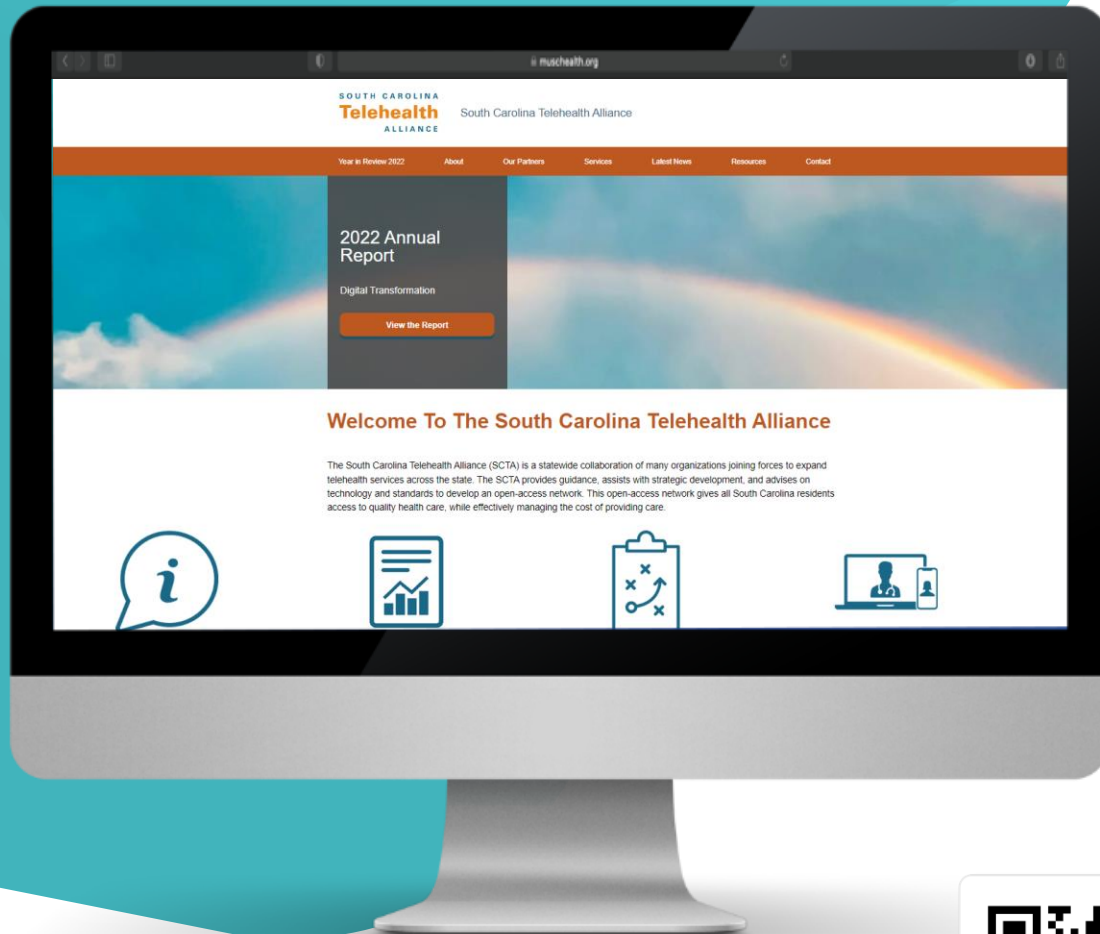 muschealth.org
SOUTH CAROLINA
Telehealth
ALLIANCE
South Carolina Telehealth Alliance
Year in Review 2022 About Our Partners Services Latest News Resources Contact
2022 Annual
Report
Digital Transformation
View the Report
Welcome To The South Carolina Telehealth Alliance
The South Carolina Telehealth Alliance (SCTA) is a statewide collaboration of many organizations joining forces to expand
telehealth services across the state. The SCTA provides guidance, assists with strategic development, and advises on
technology and standards to develop an open-access network. This open-access network gives all South Carolina residents
access to quality health care, while effectively managing the cost of providing care.
i